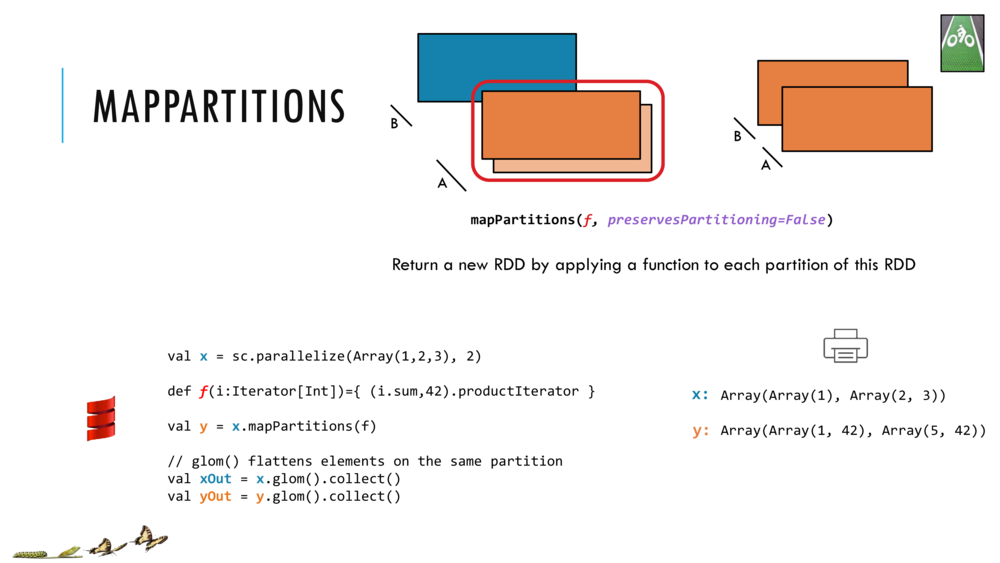 MAPPARTITIONS
B
A
B
A
mapPartitions(f, preservesPartitioning=False)
Return a new RDD by applying a function to each partition of this RDD
val x = sc.parallelize(Array(1,2,3), 2)
def f(i:Iterator[Int])={ (i.sum,42).productIterator }
val y = x.mapPartitions(f)
// glom() flattens elements on the same partition
val xOut = x.glom().collect()
val yOut = y.glom().collect()
x: Array(Array(1), Array(2, 3))
y: Array(Array(1, 42), Array(5, 42))